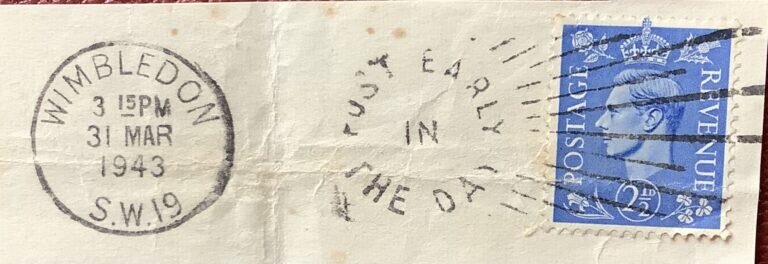 WIMBLEDON
3 15PM
31 MAR
1943
S.W.19
POST EARLY
IN
THE DAY
POSTAGE
REVENUE
2½D